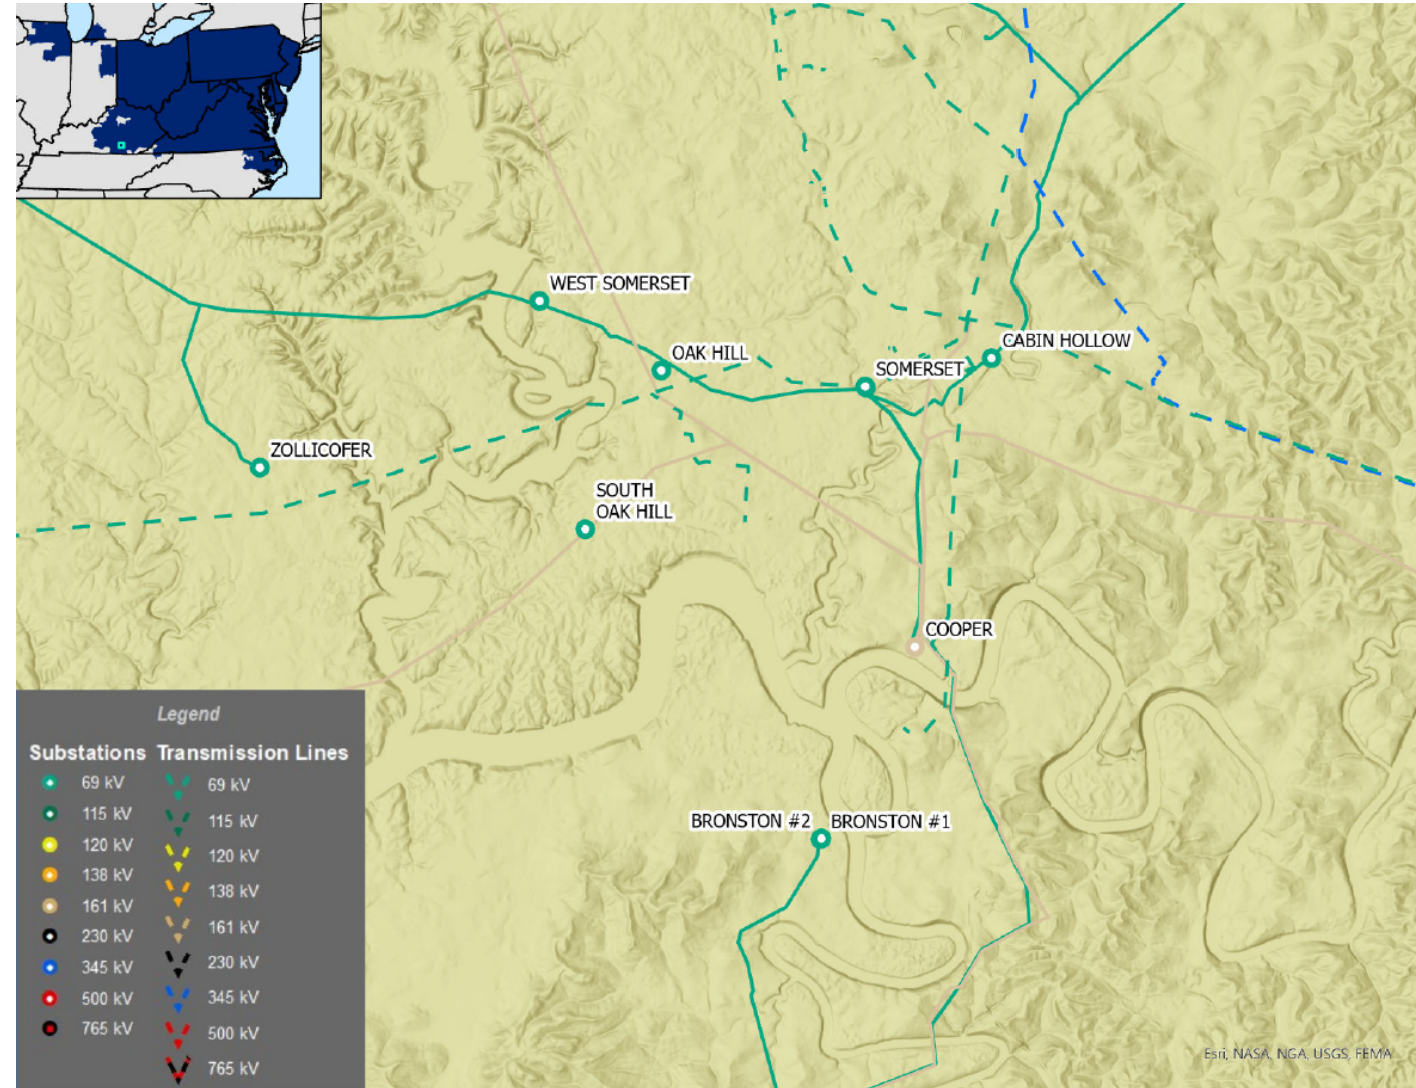 WEST SOMERSET
OAK HILL
CABIN HOLLOW
SOMERSET
ZOLLICOFER
SOUTH
OAK HILL
COOPER
BRONSTON #2 BRONSTON #1
Legend
Substations Transmission Lines
69 kV 69 kV
115 kV 115 kV
120 kV 120 kV
138 kV 138 kV
161 kV 161 kV
230 kV 230 kV
345 kV 345 kV
500 kV 500 kV
765 kV 765 kV
Esri, NASA, NGA, USGS, FEMA